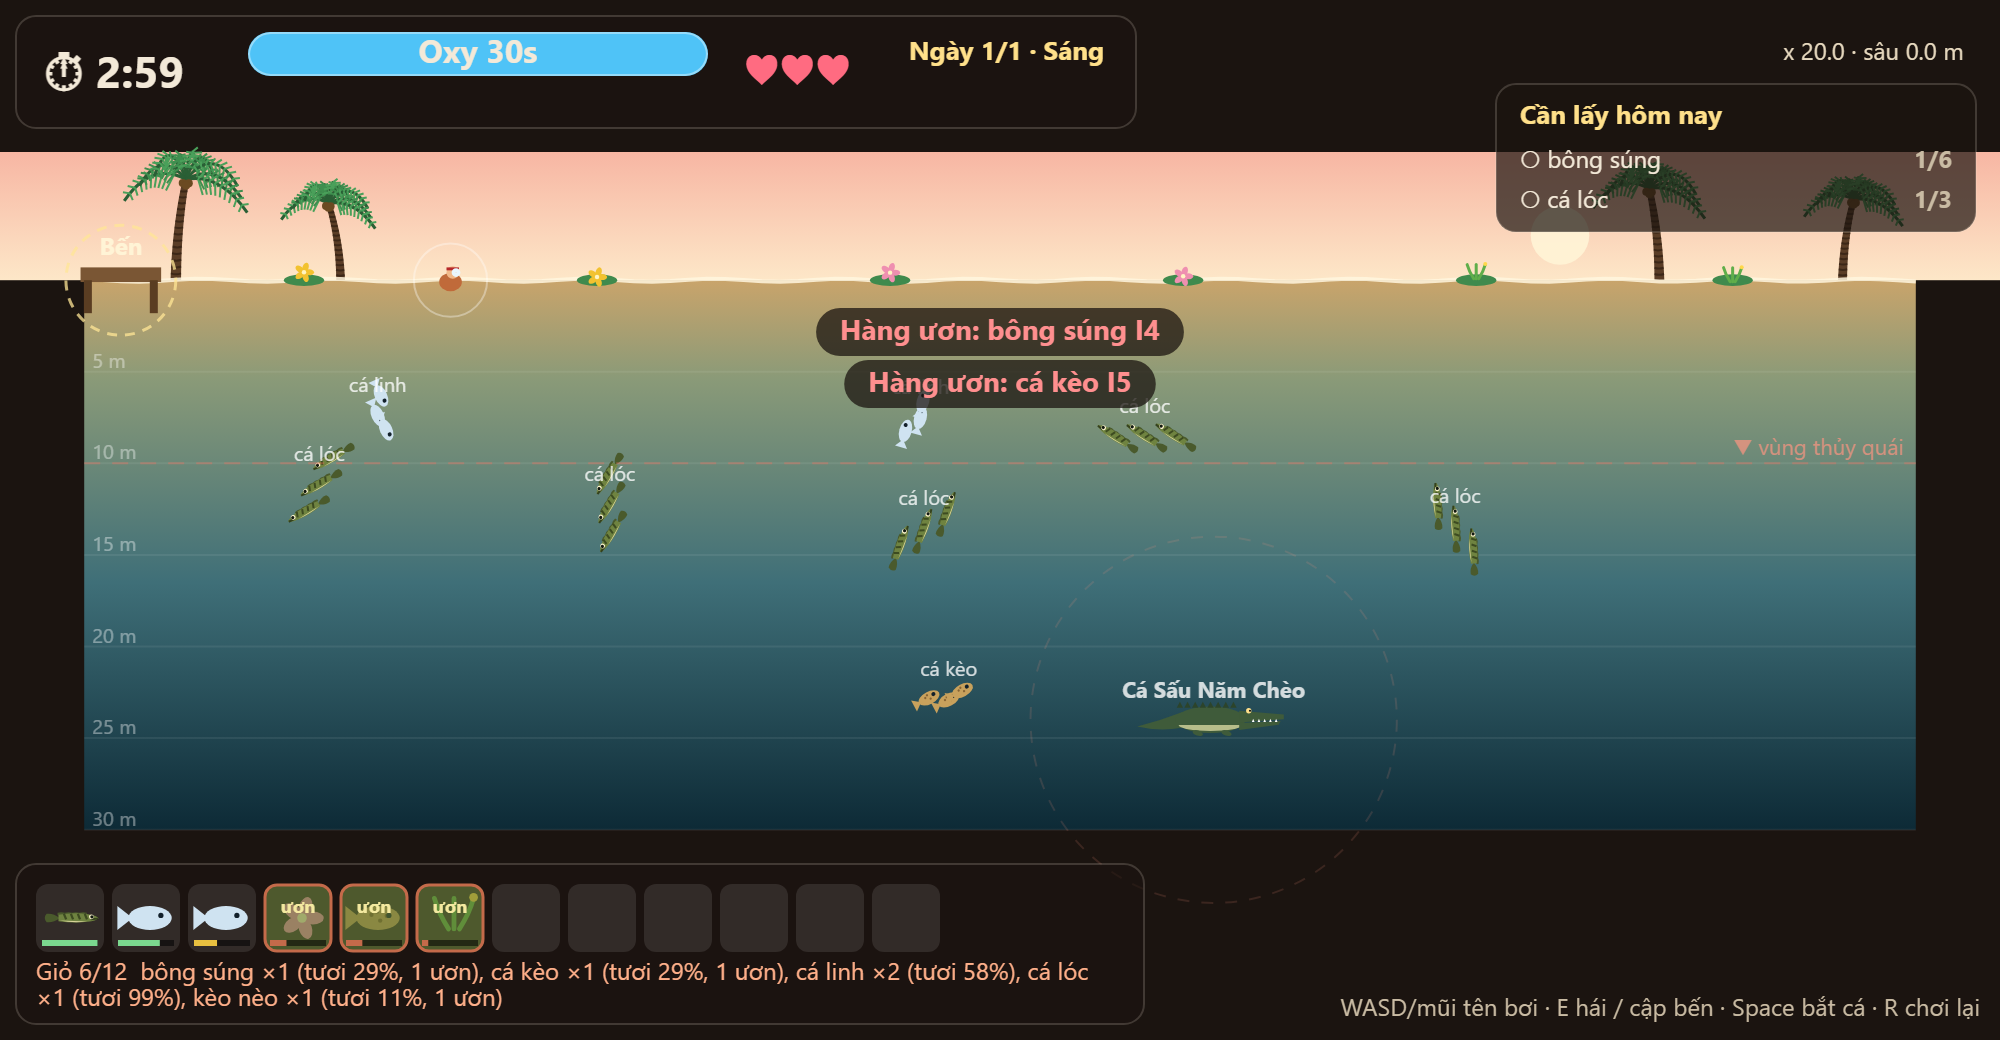 2:59
Oxy 30s
Ngày 1/1 · Sáng
x 20.0 · sâu 0.0 m
Cần lấy hôm nay
bông súng 1/6
cá lóc 1/3
Bến
Hàng ươn: bông súng I4
Hàng ươn: cá kèo I5
5 m
cá linh
cá lóc
10 m
cá lóc
cá lóc
▼ vùng thủy quái
cá lóc
cá lóc
15 m
20 m
cá kèo
Cá Sấu Năm Chèo
25 m
30 m
ươn
ươn
ươn
Giỏ 6/12 bông súng ×1 (tươi 29%, 1 ươn), cá kèo ×1 (tươi 29%, 1 ươn), cá linh ×2 (tươi 58%), cá lóc
×1 (tươi 99%), kèo nèo ×1 (tươi 11%, 1 ươn)
WASD/mũi tên bơi · E hái / cập bến · Space bắt cá · R chơi lại